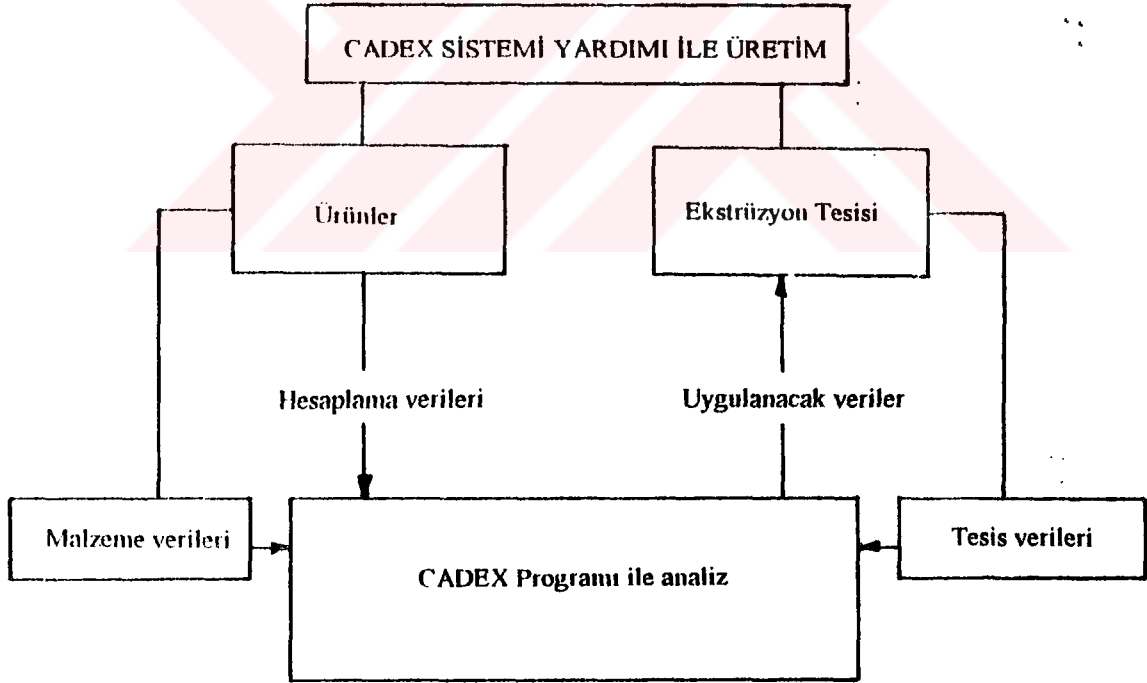 CADEX SİSTEMİ YARDIMI İLE ÜRETİM
Ürünler
Ekstrüzyon Tesisi
Hesaplama verileri
Uygulanacak veriler
Malzeme verileri
CADEX Programı ile analiz
Tesis verileri